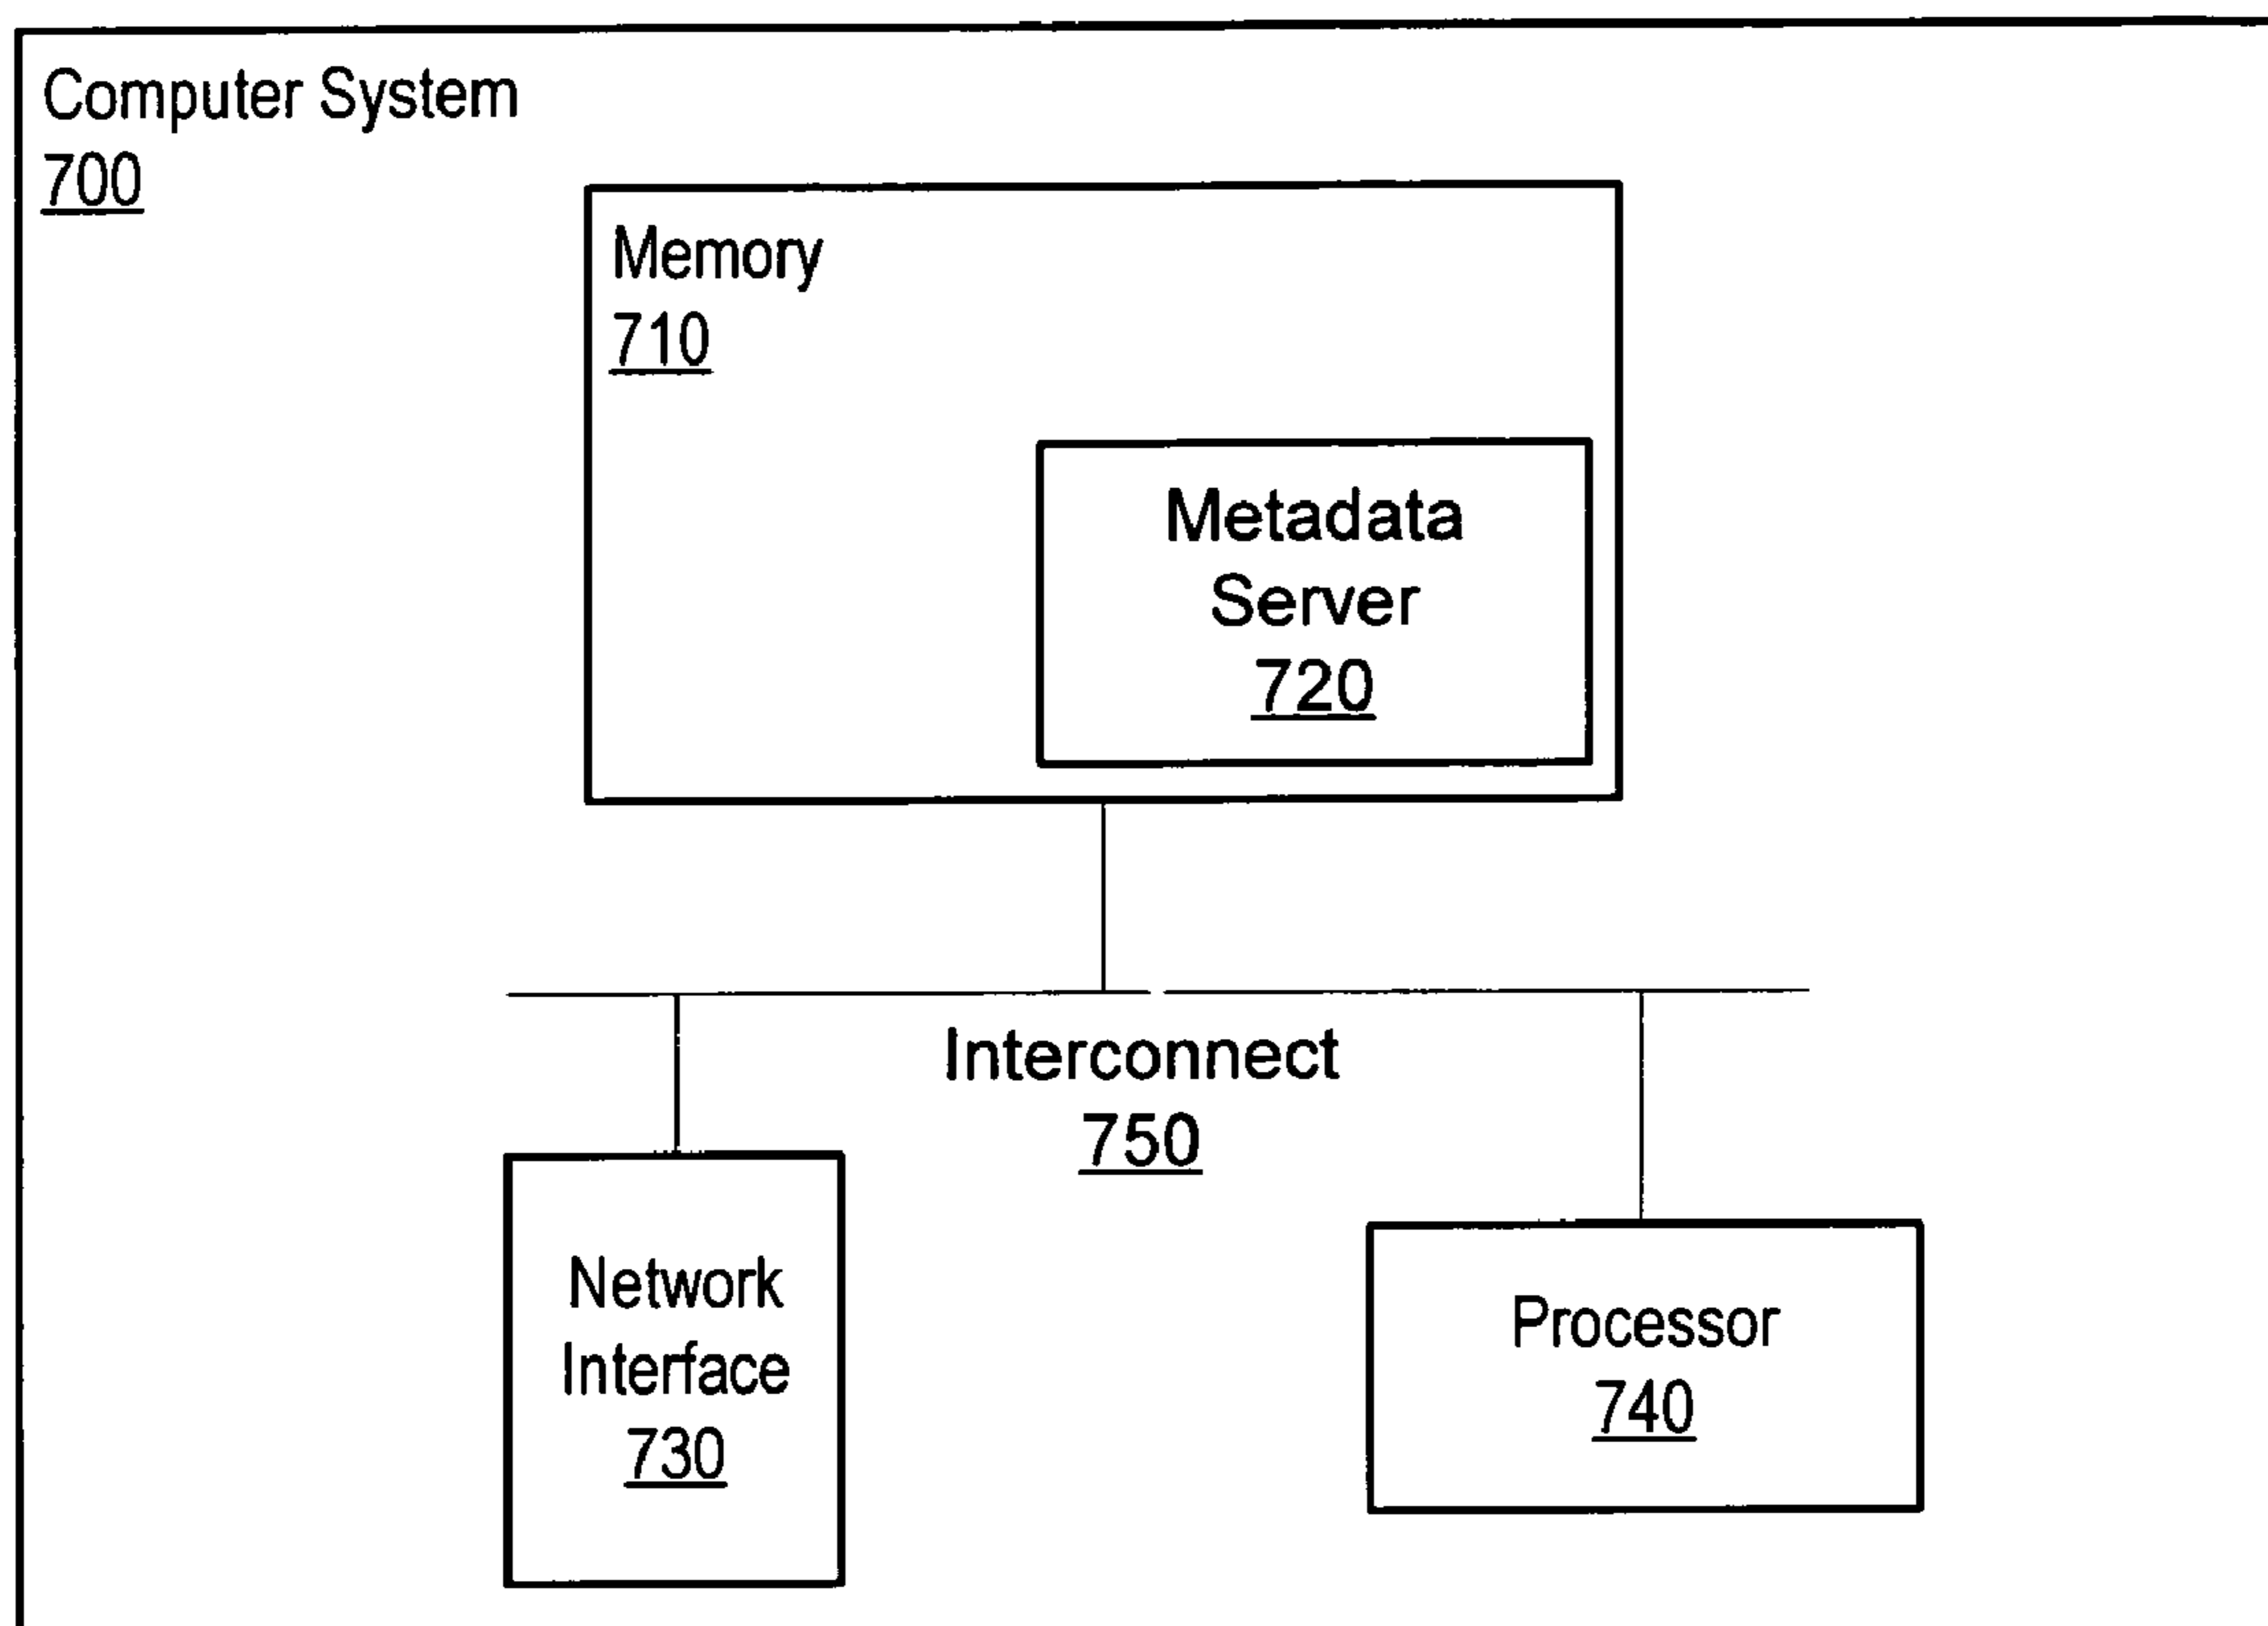 Computer System
700
Memory
710
Metadata
Server
720
Interconnect
750
Network
Interface
730
Processor
740